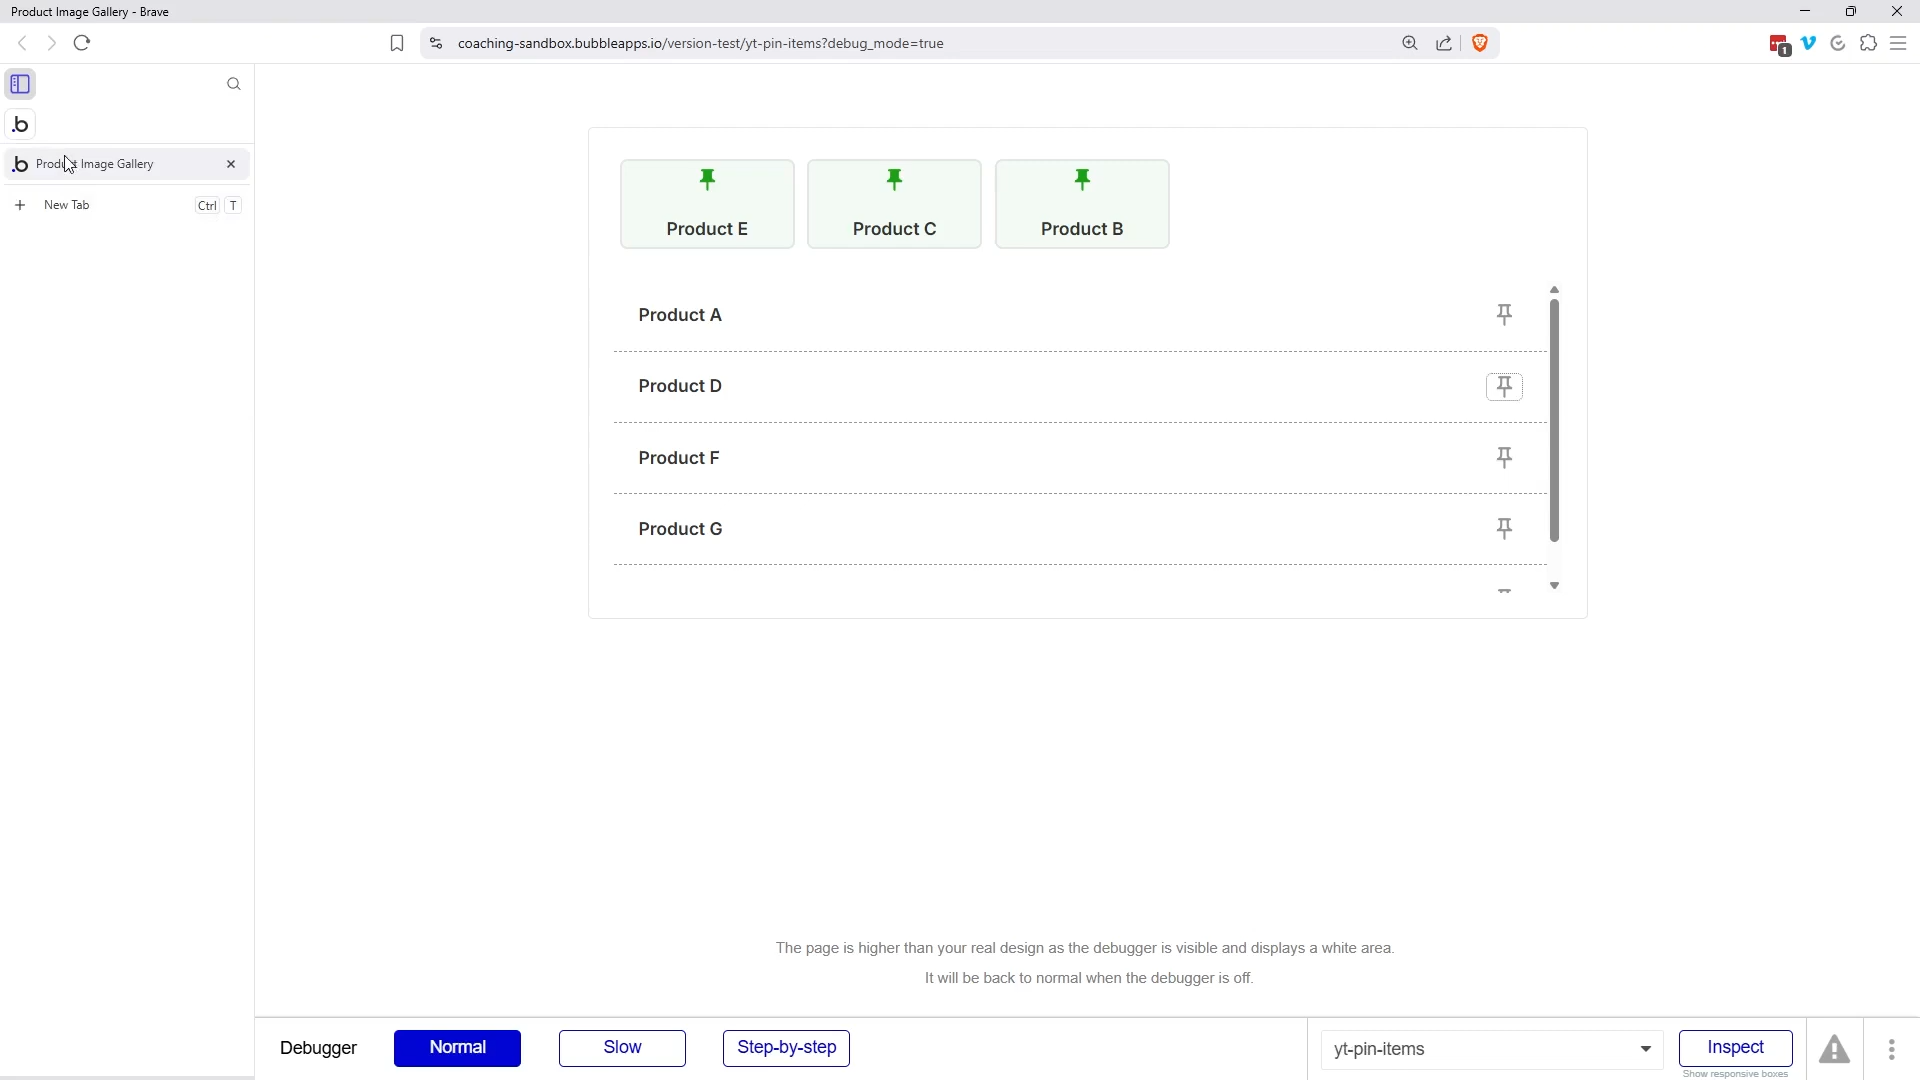 Product Image Gallery - Brave
coaching-sandbox.bubbleapps.io/version-test/yt-pin-items?debug_mode=true
1
.b
.b Product Image Gallery
New Tab Ctrl T
Product E Product C Product B
Product A
Product D
Product F
Product G
The page is higher than your real design as the debugger is visible and displays a white area.
It will be back to normal when the debugger is off.
Debugger Normal Slow Step-by-step yt-pin-items Inspect
Show responsive boxes